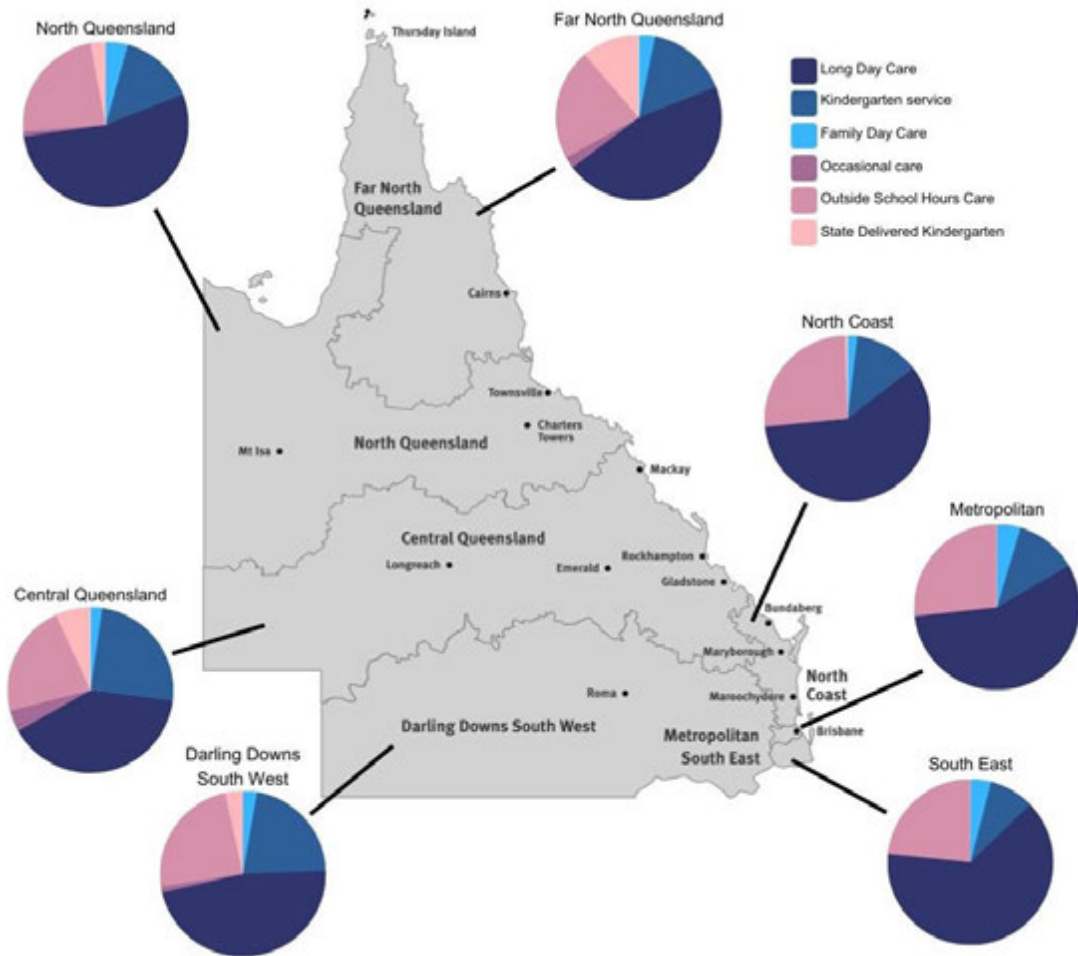 North Queensland
Far North Queensland
Thursday Island
Long Day Care
Kindergarten service
Family Day Care
Occasional care
Outside School Hours Care
State Delivered Kindergarten
Far North
Queensland
Cairns
North Coast
Townsville
Charters
Towers
North Queensland
Mt Isa
Mackay
Metropolitan
Central Queensland
Longreach
Emerald
Rockhampton
Gladstone
Central Queensland
Bundaberg
Maryborough
North
Coast
Roma
Maroochydore
Darling Downs South West
Brisbane
Metropolitan
South East
Darling Downs
South West
South East